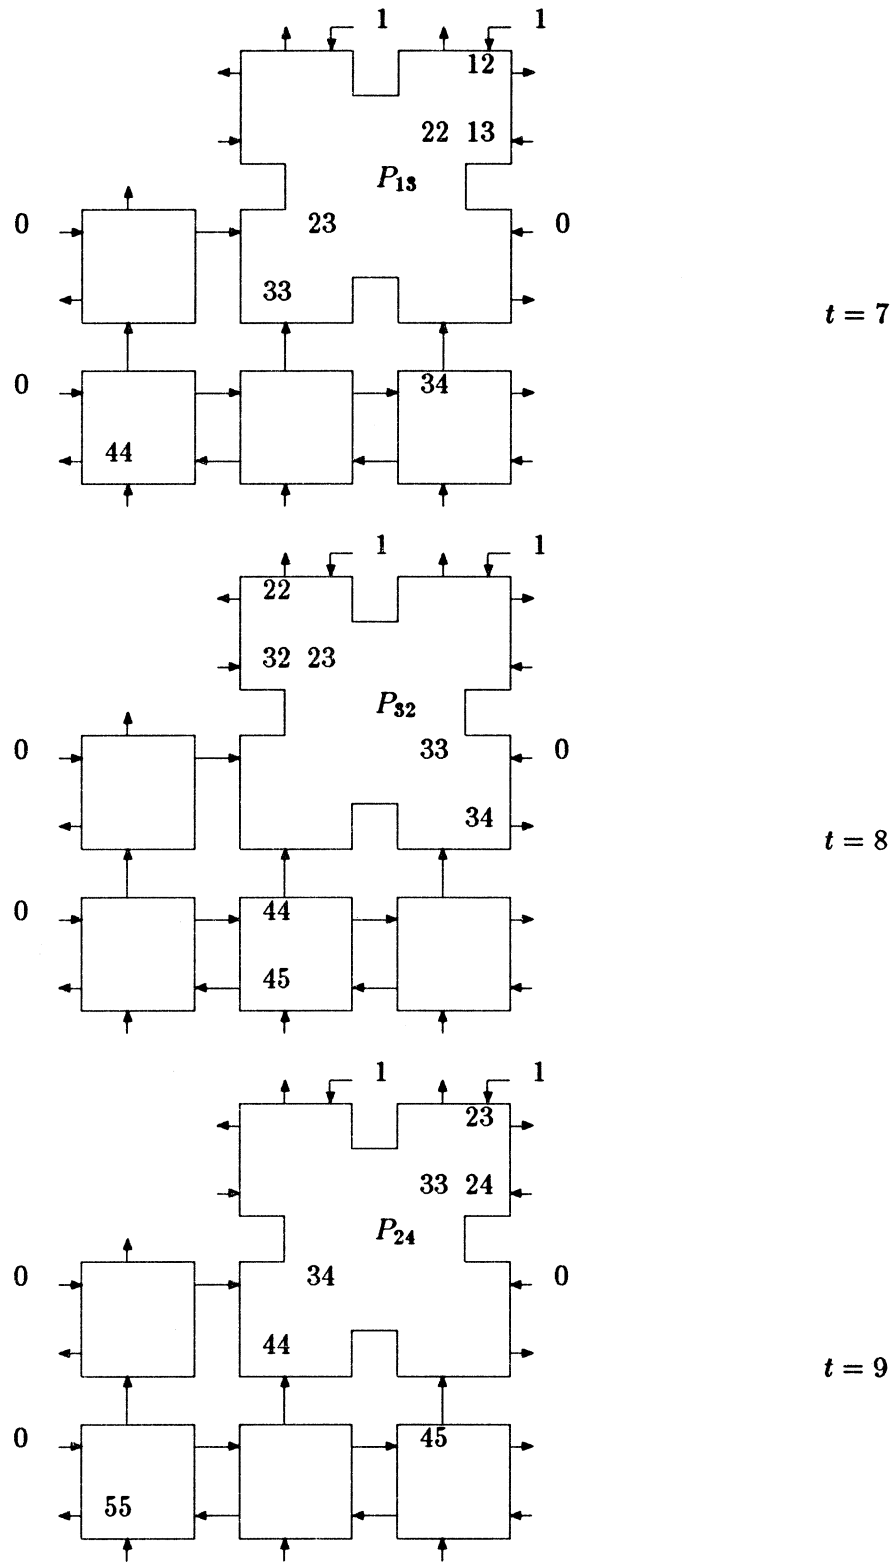 1 1
12
22 13
P₁₃
0 23 0
33
t = 7
0 34
44
1 1
22
32 23
P₃₂
0 33 0
34
t = 8
0 44
45
1 1
23
33 24
P₂₄
0 34 0
44
t = 9
0 45
55